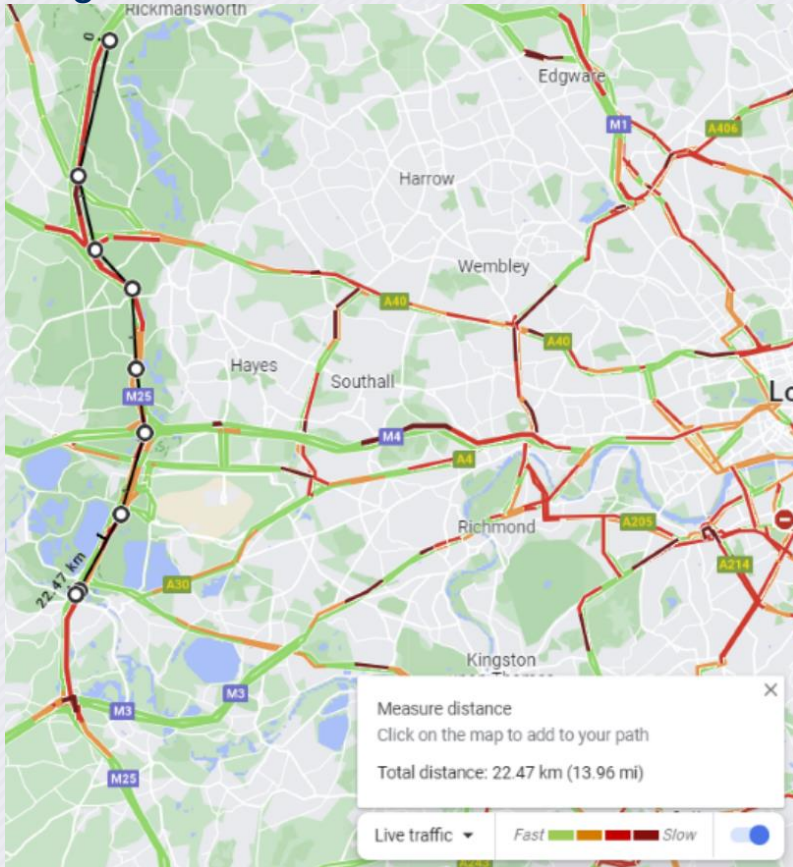 Rickmansworth
0
Edgware
M1
A406
Harrow
Wembley
A40
A40
Hayes
Southall
M25
M4
A4
Richmond
A205
A214
22.47 km
A30
Kingston
M3
M3
M25
Measure distance
Click on the map to add to your path
Total distance: 22.47 km (13.96 mi)
Live traffic
Fast
Slow
A243